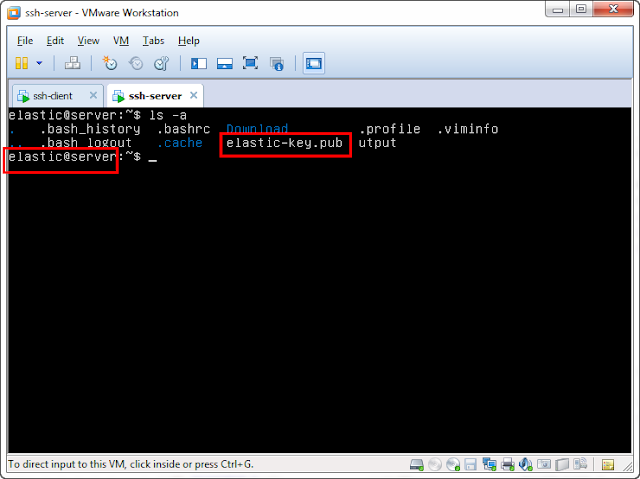 ssh-server - VMware Workstation
File Edit View VM Tabs Help
ssh-client ssh-server
elastic@server:~$ ls -a
. .bash_history .bashrc Download .profile .viminfo
.. .bash_logout .cache elastic-key.pub utput
elastic@server:~$ _
To direct input to this VM, click inside or press Ctrl+G.